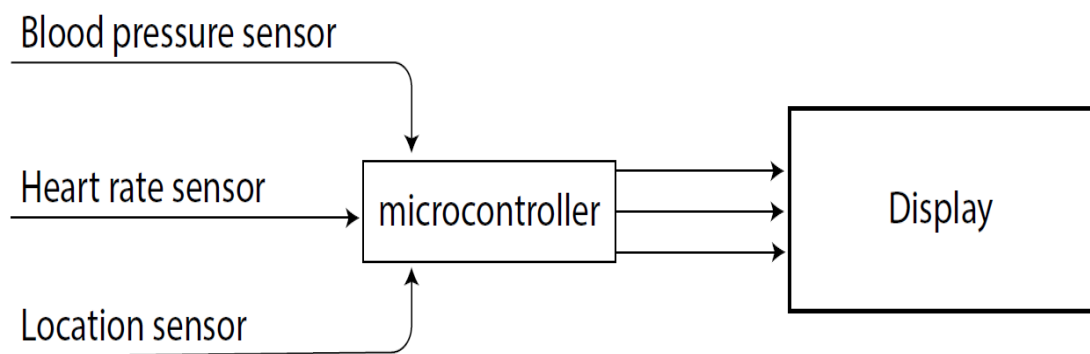 Blood pressure sensor
Heart rate sensor
microcontroller
Display
Location sensor